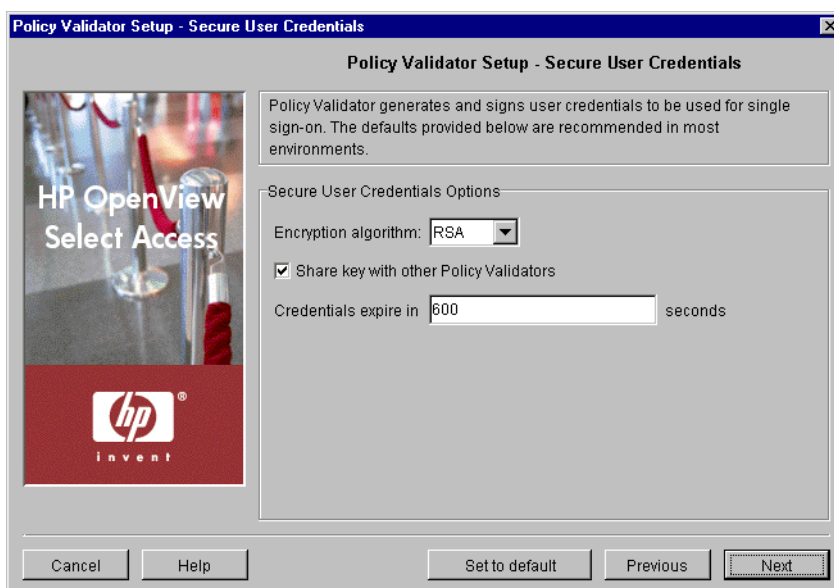 Policy Validator Setup - Secure User Credentials
Policy Validator Setup - Secure User Credentials
HP OpenView
Select Access
hp
®
invent
Policy Validator generates and signs user credentials to be used for single
sign-on. The defaults provided below are recommended in most
environments.
Secure User Credentials Options
Encryption algorithm: RSA
Share key with other Policy Validators
Credentials expire in 600 seconds
Cancel Help Set to default Previous Next